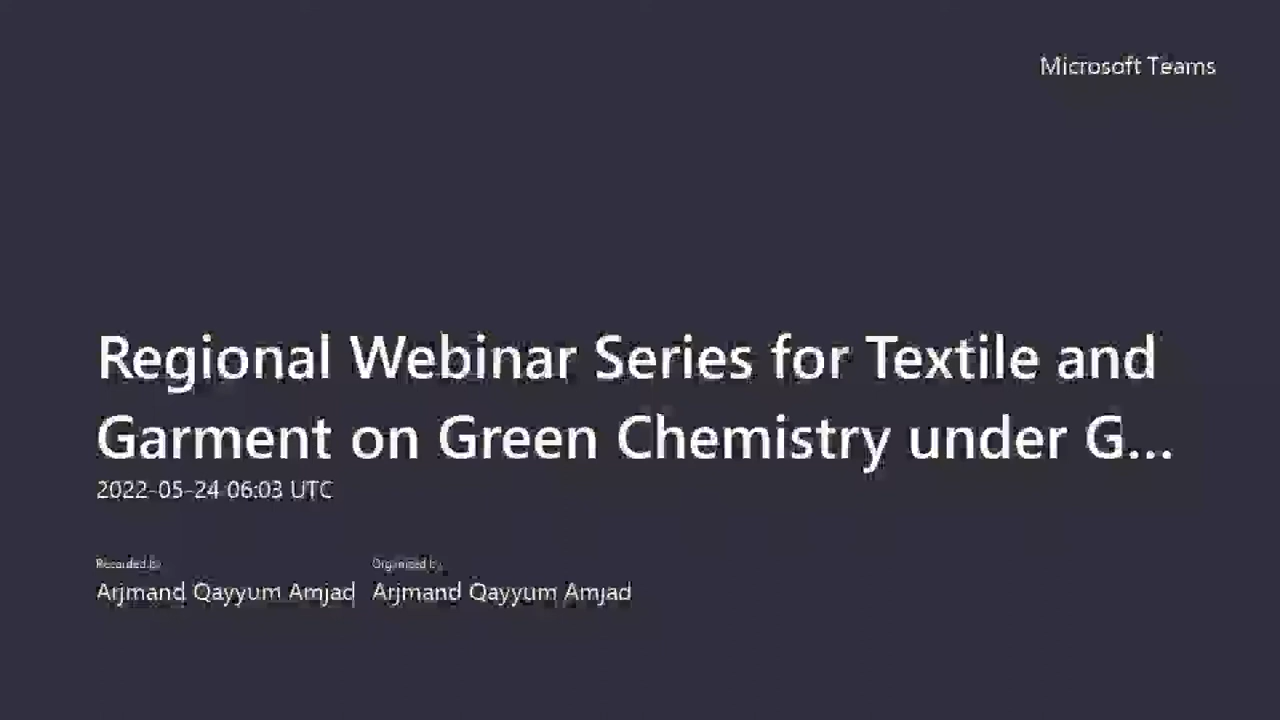 Microsoft Teams
Regional Webinar Series for Textile and
Garment on Green Chemistry under G...
2022-05-24 06:03 UTC
Recorded by Organized by
Arjmand Qayyum Amjad Arjmand Qayyum Amjad